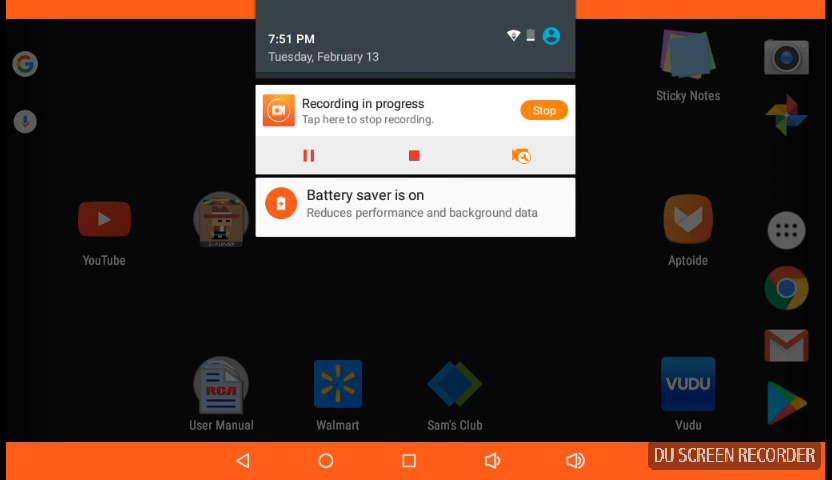 7:51 PM
Tuesday, February 13
Recording in progress
Tap here to stop recording.
Stop
Battery saver is on
Reduces performance and background data
Sticky Notes
YouTube
Aptoide
RCA
User Manual
Walmart
Sam's Club
VUDU
Vudu
DU SCREEN RECORDER